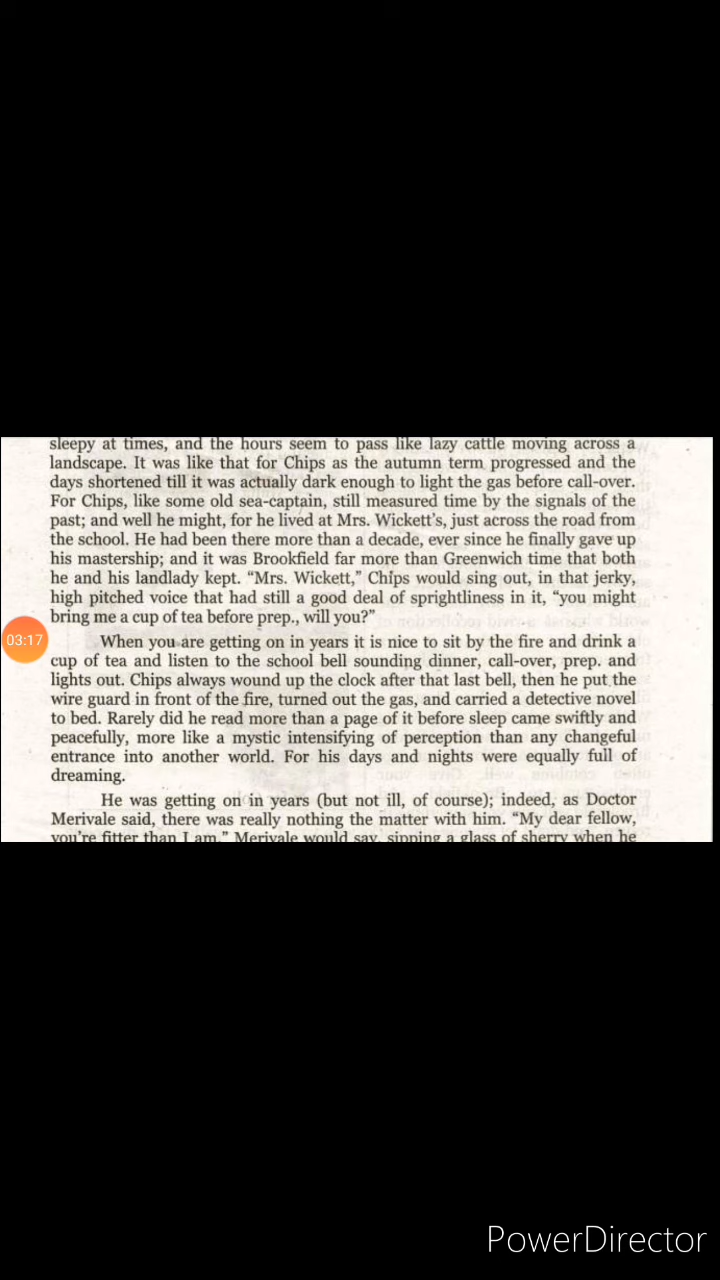 sleepy at times, and the hours seem to pass like lazy cattle moving across a
landscape. It was like that for Chips as the autumn term progressed and the
days shortened till it was actually dark enough to light the gas before call-over.
For Chips, like some old sea-captain, still measured time by the signals of the
past; and well he might, for he lived at Mrs. Wickett's, just across the road from
the school. He had been there more than a decade, ever since he finally gave up
his mastership; and it was Brookfield far more than Greenwich time that both
he and his landlady kept. “Mrs. Wickett,” Chips would sing out, in that jerky,
high pitched voice that had still a good deal of sprightliness in it, “you might
bring me a cup of tea before prep., will you?”
03:17
When you are getting on in years it is nice to sit by the fire and drink a
cup of tea and listen to the school bell sounding dinner, call-over, prep. and
lights out. Chips always wound up the clock after that last bell, then he put the
wire guard in front of the fire, turned out the gas, and carried a detective novel
to bed. Rarely did he read more than a page of it before sleep came swiftly and
peacefully, more like a mystic intensifying of perception than any changeful
entrance into another world. For his days and nights were equally full of
dreaming.
He was getting on in years (but not ill, of course); indeed, as Doctor
Merivale said, there was really nothing the matter with him. “My dear fellow,
you're fitter than I am,” Merivale would say, sipping a glass of sherry when he
PowerDirector